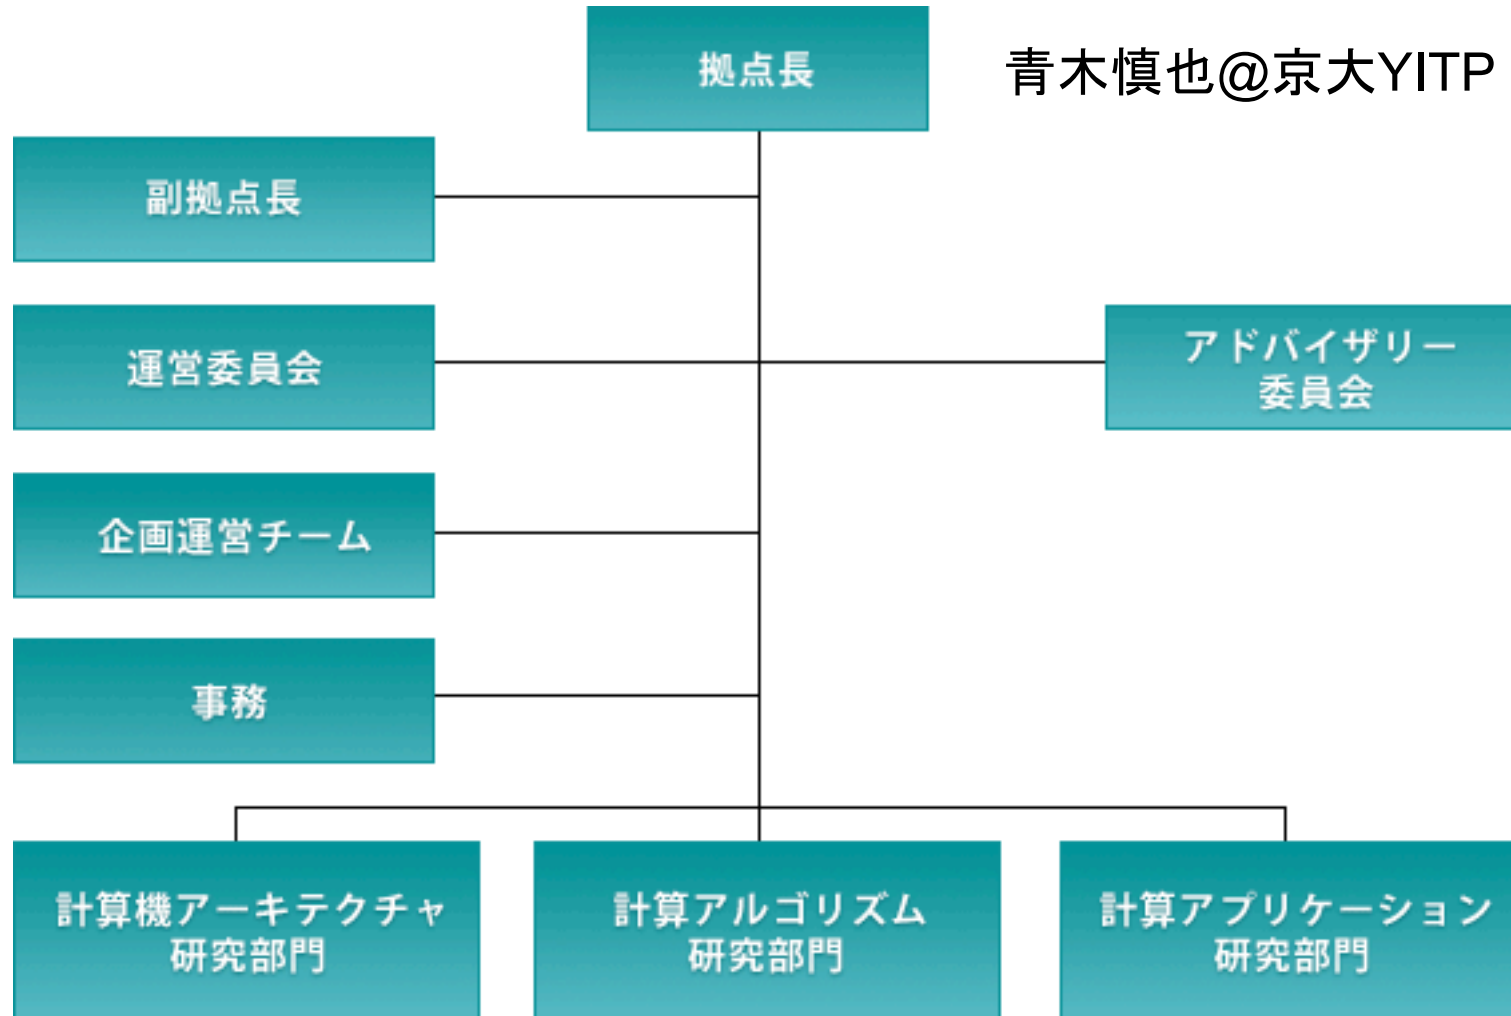 拠点長
青木慎也@京大YITP
副拠点長
運営委員会
アドバイザリー
委員会
企画運営チーム
事務
計算機アーキテクチャ
研究部門
計算アルゴリズム
研究部門
計算アプリケーション
研究部門